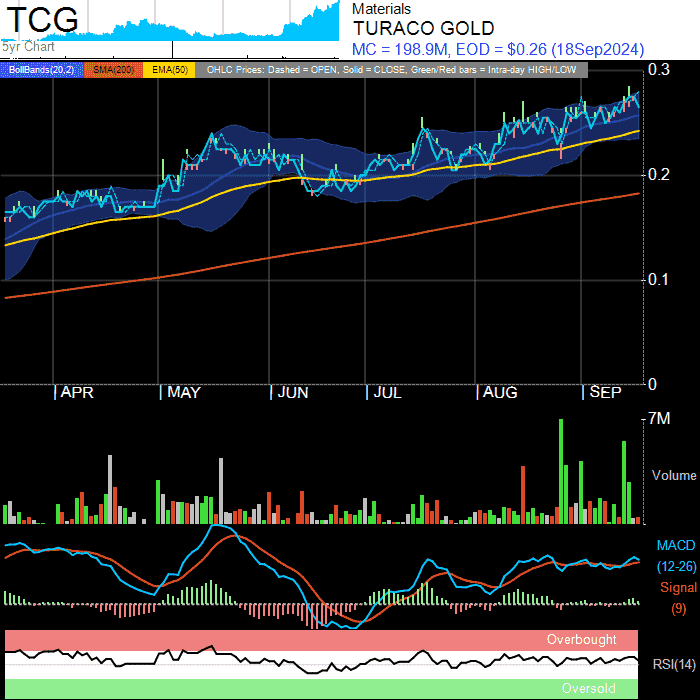 TCG
5yr Chart
Materials
TURACO GOLD
MC = 198.9M, EOD = $0.26 (18Sep2024)
BollBands(20,2) SMA(200) EMA(50) OHLC Prices: Dashed = OPEN, Solid = CLOSE, Green/Red bars = Intra-day HIGH/LOW
0.3
0.2
0.1
0
APR MAY JUN JUL AUG SEP
7M
Volume
MACD
(12-26)
Signal
(9)
Overbought
RSI(14)
Oversold